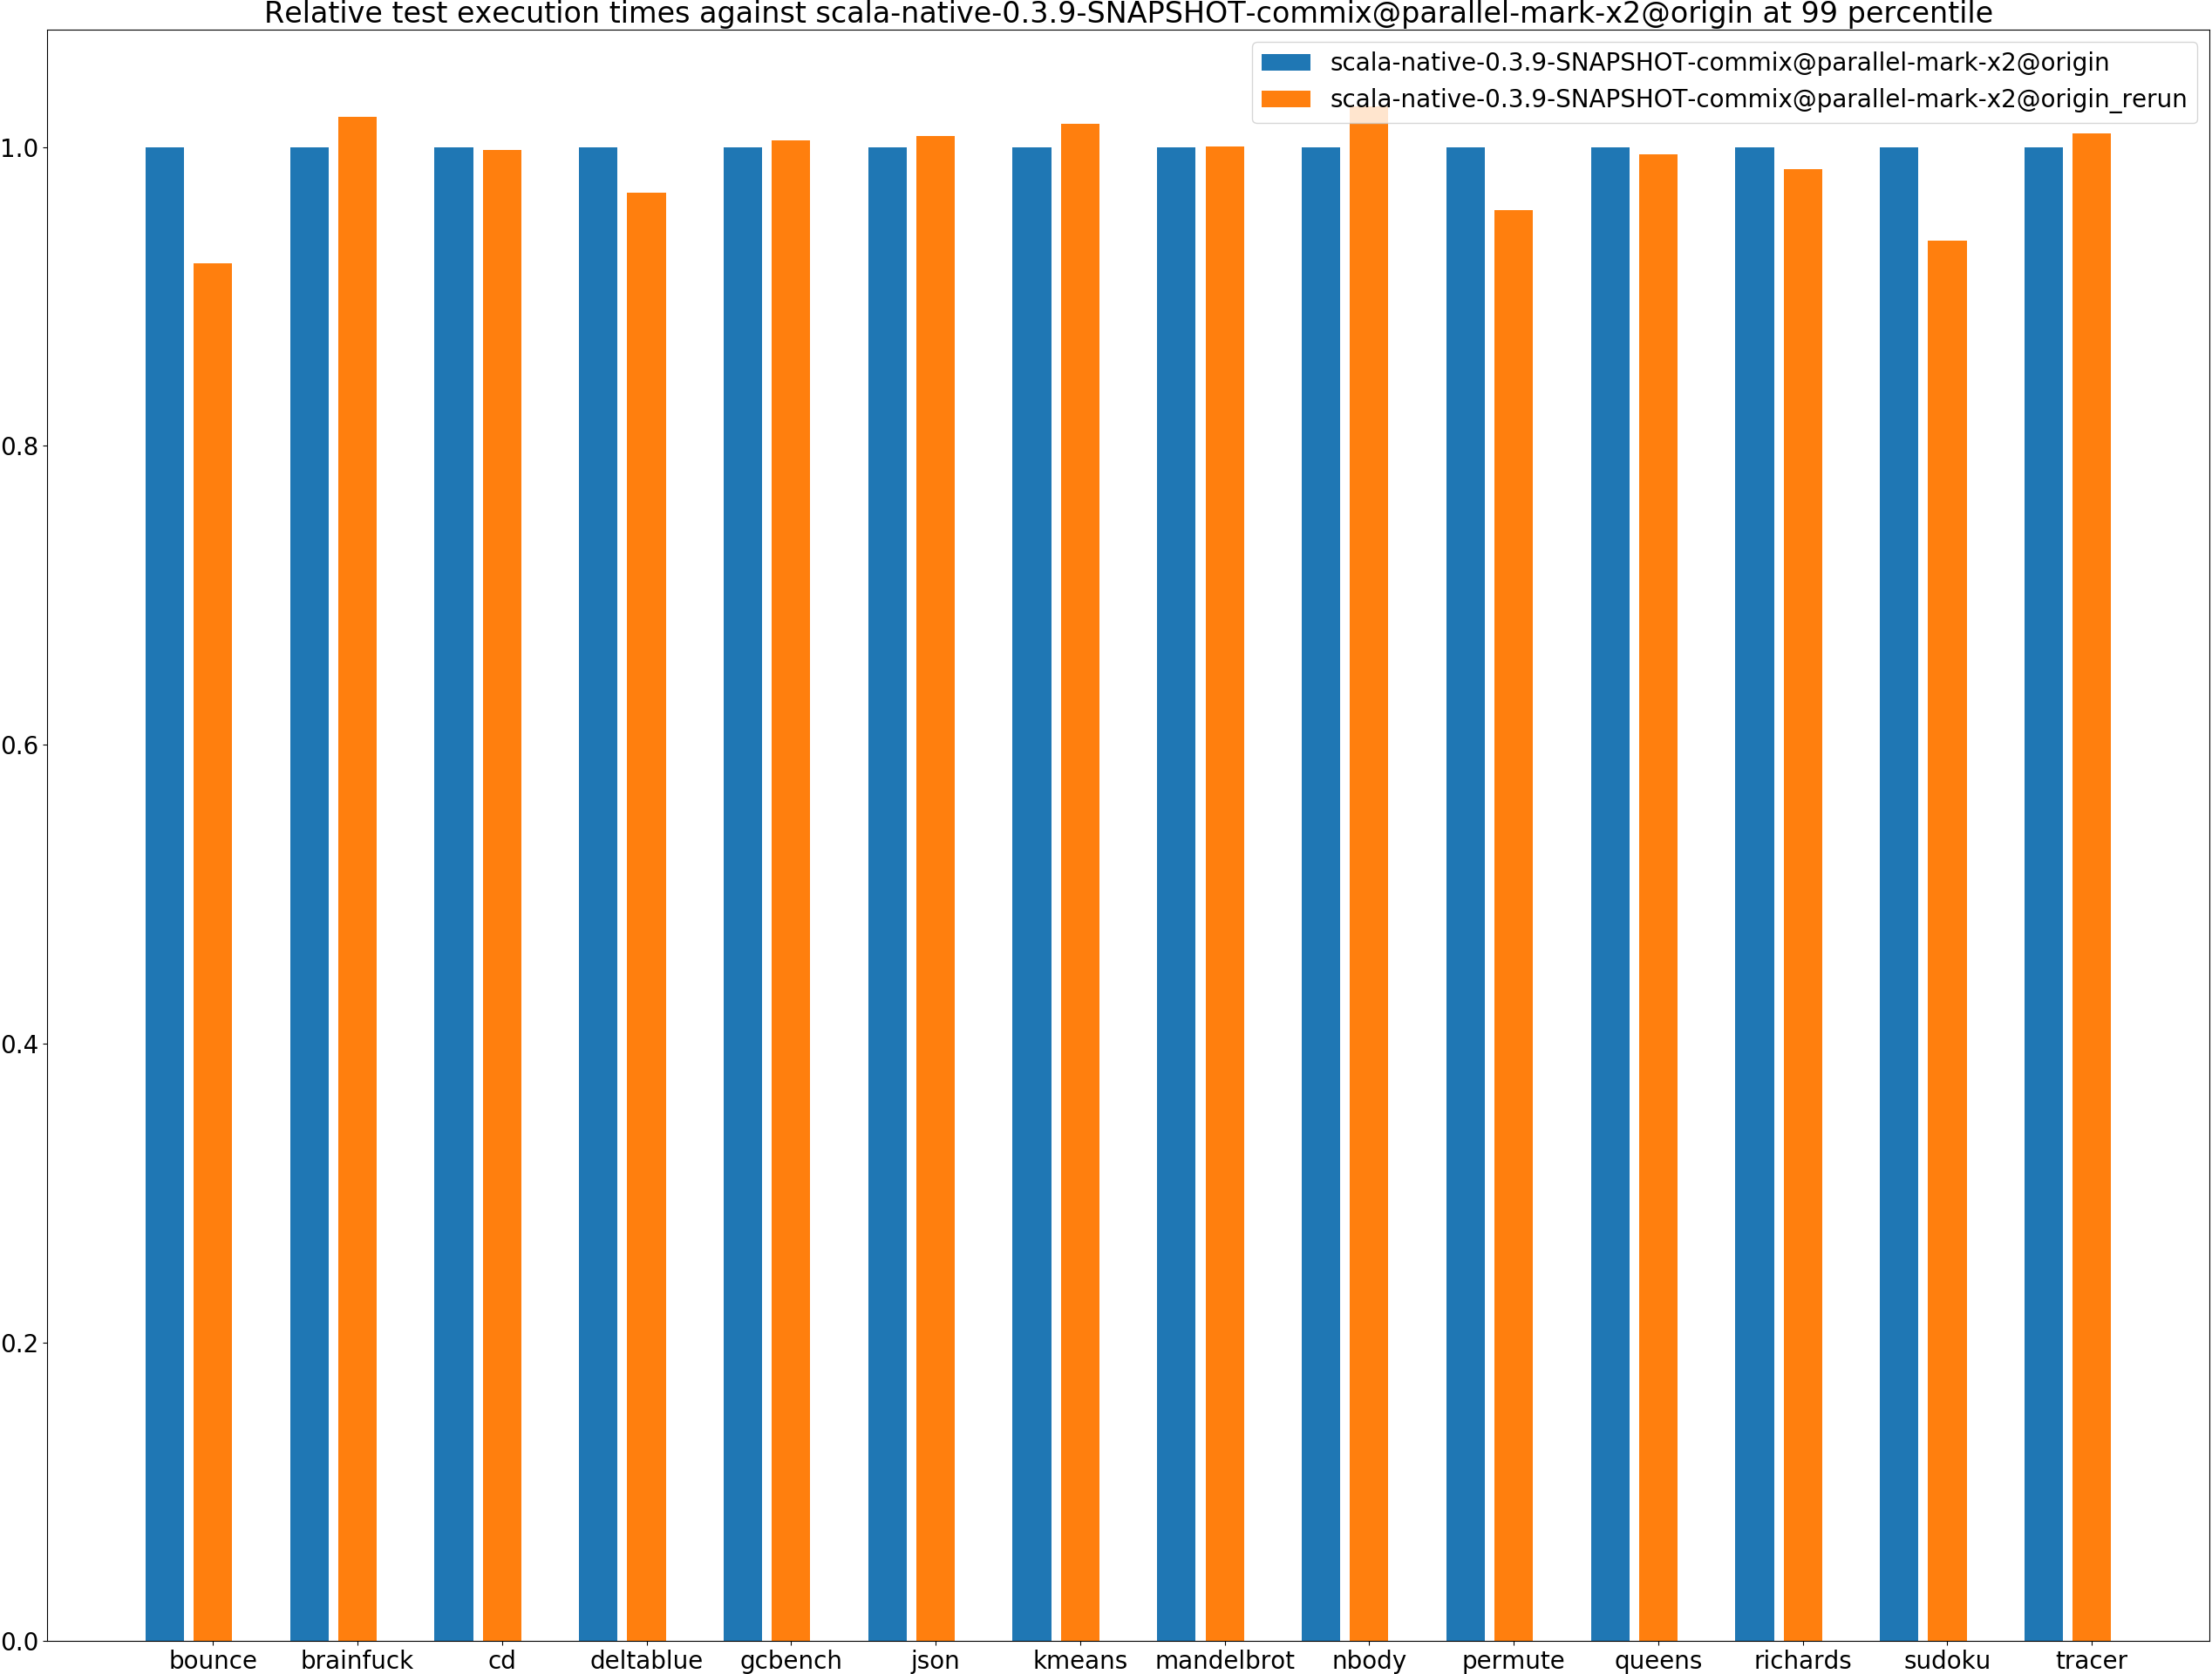 Relative test execution times against scala-native-0.3.9-SNAPSHOT-commix@parallel-mark-x2@origin at 99 percentile
scala-native-0.3.9-SNAPSHOT-commix@parallel-mark-x2@origin
scala-native-0.3.9-SNAPSHOT-commix@parallel-mark-x2@origin_rerun
1.0
0.8
0.6
0.4
0.2
0.0
bounce brainfuck cd deltablue gcbench json kmeans mandelbrot nbody permute queens richards sudoku tracer